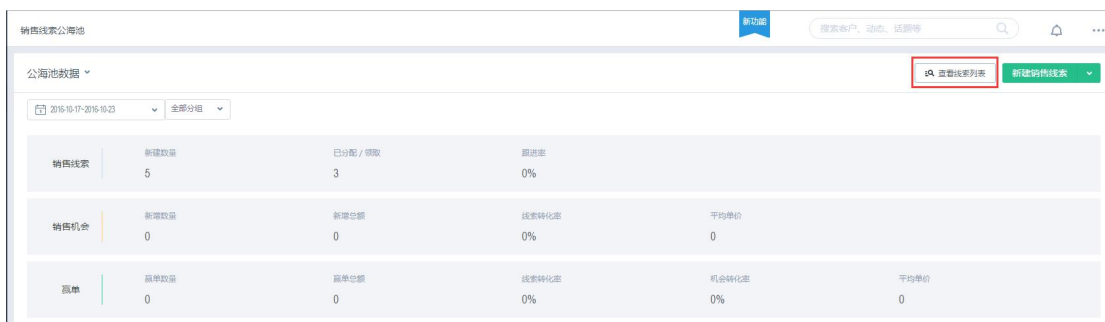 销售线索公海池 新功能 搜索客户、动态、话题等
公海池数据 查看线索列表 新建销售线索
2016-10-17~2016-10-23 全部分组
新建数量 已分配 / 领取 跟进率
销售线索
5 3 0%
新增数量 新增总额 线索转化率 平均单价
销售机会
0 0 0% 0
赢单数量 赢单总额 线索转化率 机会转化率 平均单价
赢单
0 0 0% 0% 0